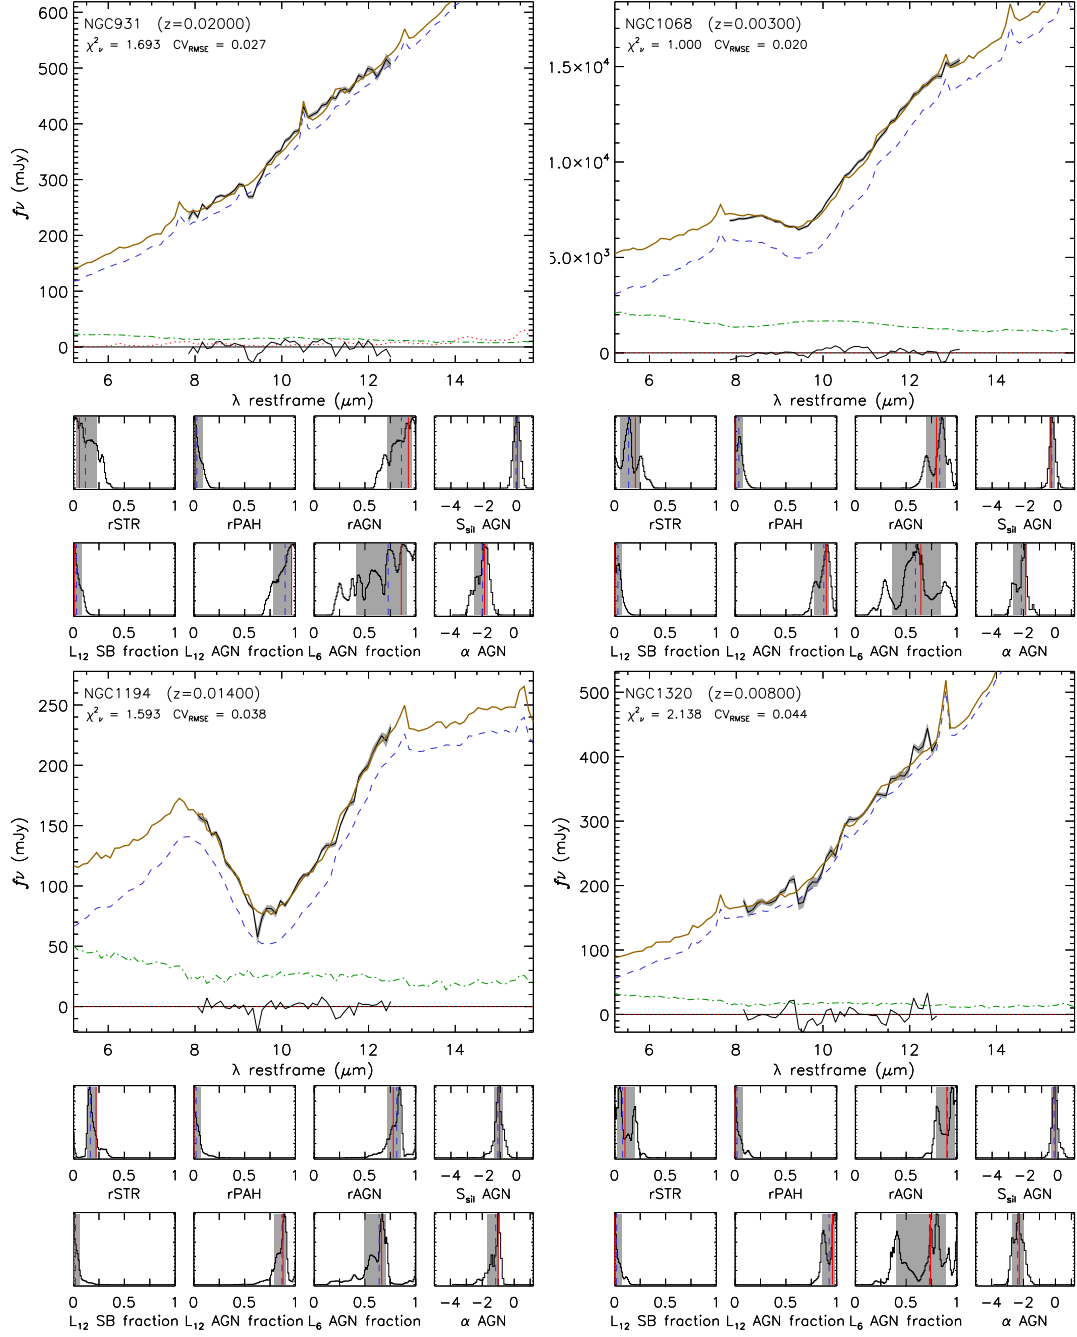 NGC931 (z=0.02000)
χ²ν = 1.693 CV_RMSE = 0.027
600
500
400
300
200
100
0
fν (mJy)
6 8 10 12 14
λ restframe (μm)
0 0.5 1 0 0.5 1 0 0.5 1 −4 −2 0
rSTR rPAH rAGN S_sil AGN
0 0.5 1 0 0.5 1 0 0.5 1 −4 −2 0
L₁₂ SB fraction L₁₂ AGN fraction L₆ AGN fraction α AGN
NGC1068 (z=0.00300)
χ²ν = 1.000 CV_RMSE = 0.020
1.5×10⁴
1.0×10⁴
5.0×10³
0
fν (mJy)
6 8 10 12 14
λ restframe (μm)
0 0.5 1 0 0.5 1 0 0.5 1 −4 −2 0
rSTR rPAH rAGN S_sil AGN
0 0.5 1 0 0.5 1 0 0.5 1 −4 −2 0
L₁₂ SB fraction L₁₂ AGN fraction L₆ AGN fraction α AGN
NGC1194 (z=0.01400)
χ²ν = 1.593 CV_RMSE = 0.038
250
200
150
100
50
0
fν (mJy)
6 8 10 12 14
λ restframe (μm)
0 0.5 1 0 0.5 1 0 0.5 1 −4 −2 0
rSTR rPAH rAGN S_sil AGN
0 0.5 1 0 0.5 1 0 0.5 1 −4 −2 0
L₁₂ SB fraction L₁₂ AGN fraction L₆ AGN fraction α AGN
NGC1320 (z=0.00800)
χ²ν = 2.138 CV_RMSE = 0.044
500
400
300
200
100
0
fν (mJy)
6 8 10 12 14
λ restframe (μm)
0 0.5 1 0 0.5 1 0 0.5 1 −4 −2 0
rSTR rPAH rAGN S_sil AGN
0 0.5 1 0 0.5 1 0 0.5 1 −4 −2 0
L₁₂ SB fraction L₁₂ AGN fraction L₆ AGN fraction α AGN